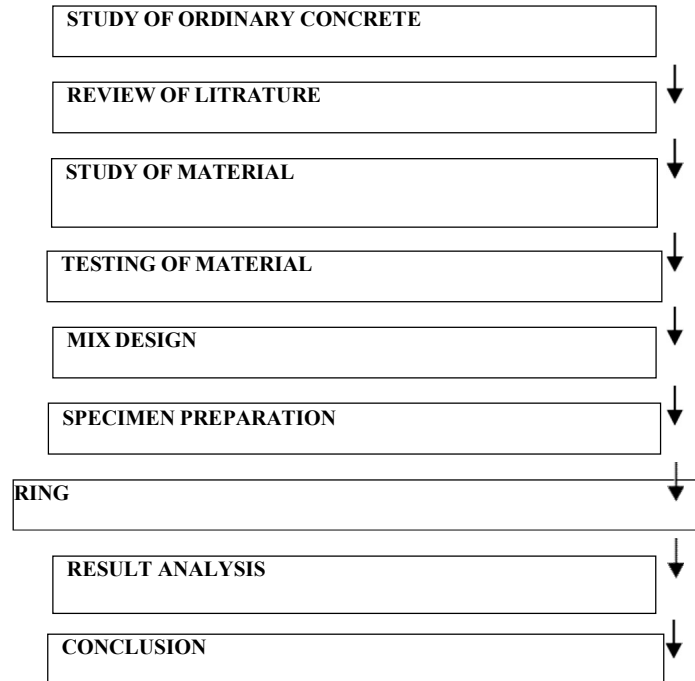 STUDY OF ORDINARY CONCRETE
REVIEW OF LITRATURE
STUDY OF MATERIAL
TESTING OF MATERIAL
MIX DESIGN
SPECIMEN PREPARATION
RING
RESULT ANALYSIS
CONCLUSION